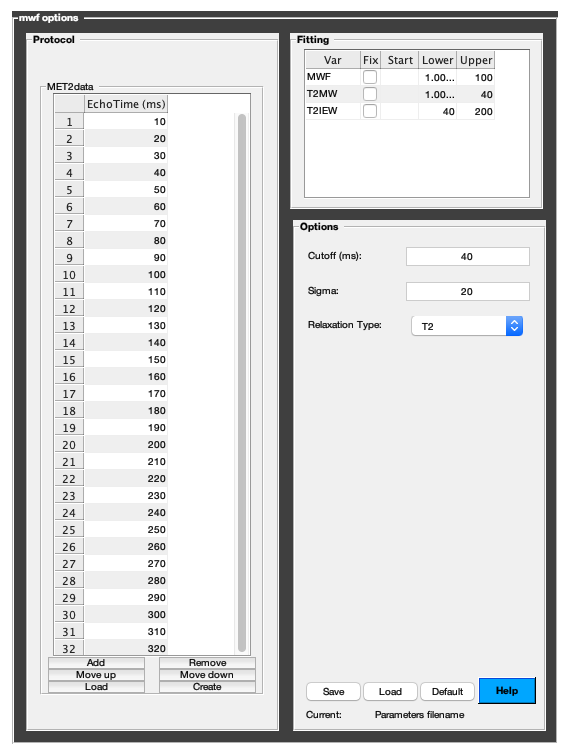 mwf options
Protocol
MET2data
EchoTime (ms)
1 10
2 20
3 30
4 40
5 50
6 60
7 70
8 80
9 90
10 100
11 110
12 120
13 130
14 140
15 150
16 160
17 170
18 180
19 190
20 200
21 210
22 220
23 230
24 240
25 250
26 260
27 270
28 280
29 290
30 300
31 310
32 320
Add Remove
Move up Move down
Load Create
Fitting
Var Fix Start Lower Upper
MWF 1.00... 100
T2MW 1.00... 40
T2IEW 40 200
Options
Cutoff (ms): 40
Sigma: 20
Relaxation Type: T2
Save Load Default Help
Current: Parameters filename